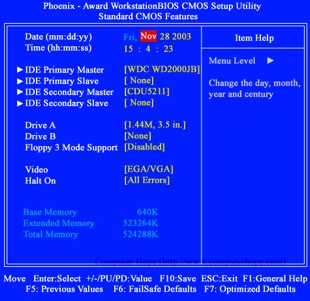 Phoenix - Award WorkstationBIOS CMOS Setup Utility
Standard CMOS Features
Date (mm:dd:yy) Fri, Nov 28 2003
Time (hh:mm:ss) 15 : 4 : 23
Item Help
Menu Level ►
Change the day, month,
year and century
► IDE Primary Master [WDC WD2000JB]
► IDE Primary Slave [ None]
► IDE Secondary Master [CDU5211]
► IDE Secondary Slave [ None]
Drive A [1.44M, 3.5 in.]
Drive B [None]
Floppy 3 Mode Support [Disabled]
Video [EGA/VGA]
Halt On [All Errors]
Base Memory 640K
Extended Memory 523264K
Total Memory 524288K
Computer Hope (http://www.computerhope.com)
Move Enter:Select +/-/PU/PD:Value F10:Save ESC:Exit F1:General Help
F5: Previous Values F6: FailSafe Defaults F7: Optimized Defaults